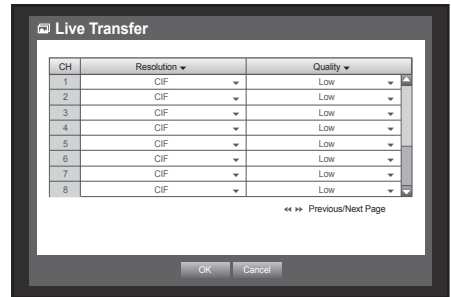 Live Transfer
CH Resolution Quality
1 CIF Low
2 CIF Low
3 CIF Low
4 CIF Low
5 CIF Low
6 CIF Low
7 CIF Low
8 CIF Low
Previous/Next Page
OK Cancel